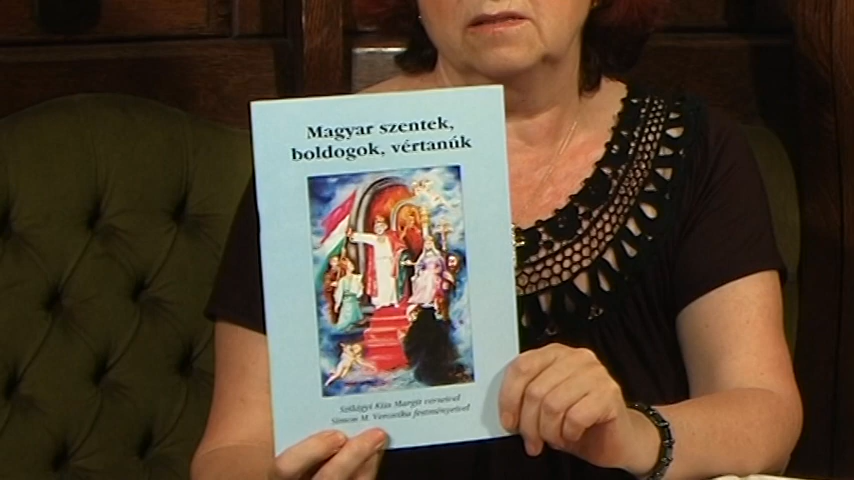 Magyar szentek,
boldogok, vértanúk
Szilágyi Kiss Margit verseivel
Simon M. Veronika festményeivel